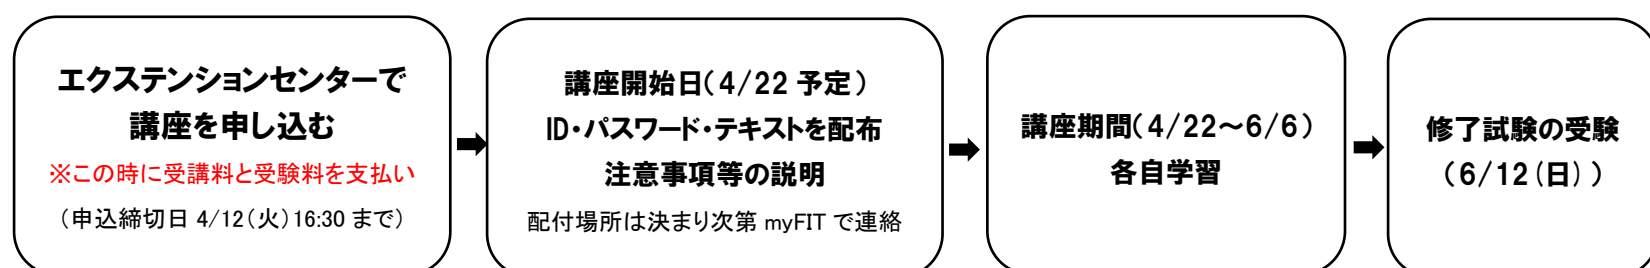 エクステンションセンターで
講座を申し込む
※この時に受講料と受験料を支払い
（申込締切日 4/12（火）16:30 まで）
講座開始日（4/22 予定）
ID・パスワード・テキストを配布
注意事項等の説明
配付場所は決まり次第 myFIT で連絡
講座期間（4/22～6/6）
各自学習
修了試験の受験
（6/12（日））